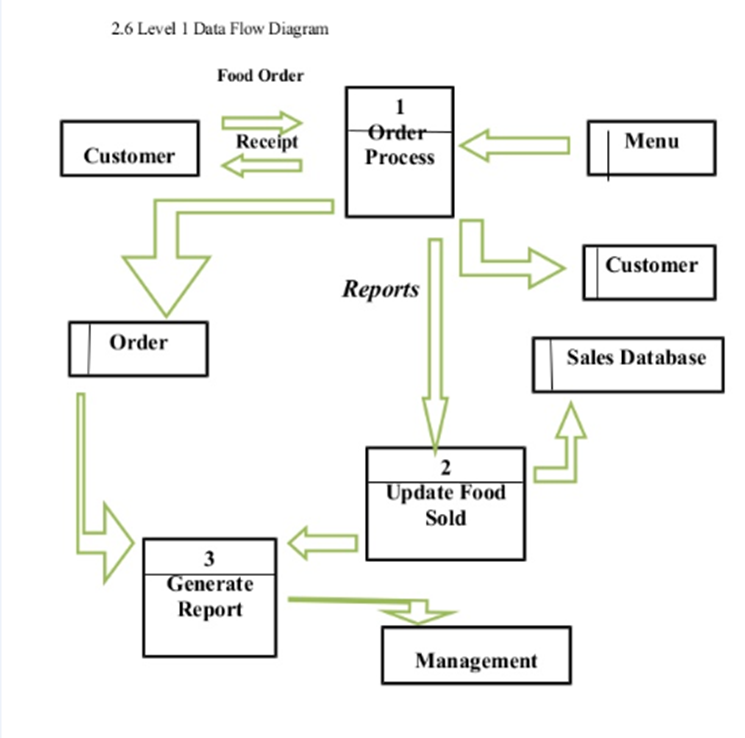 2.6 Level 1 Data Flow Diagram
Food Order
1
Order
Process
Customer
Receipt
Menu
Customer
Reports
Order
Sales Database
2
Update Food
Sold
3
Generate
Report
Management